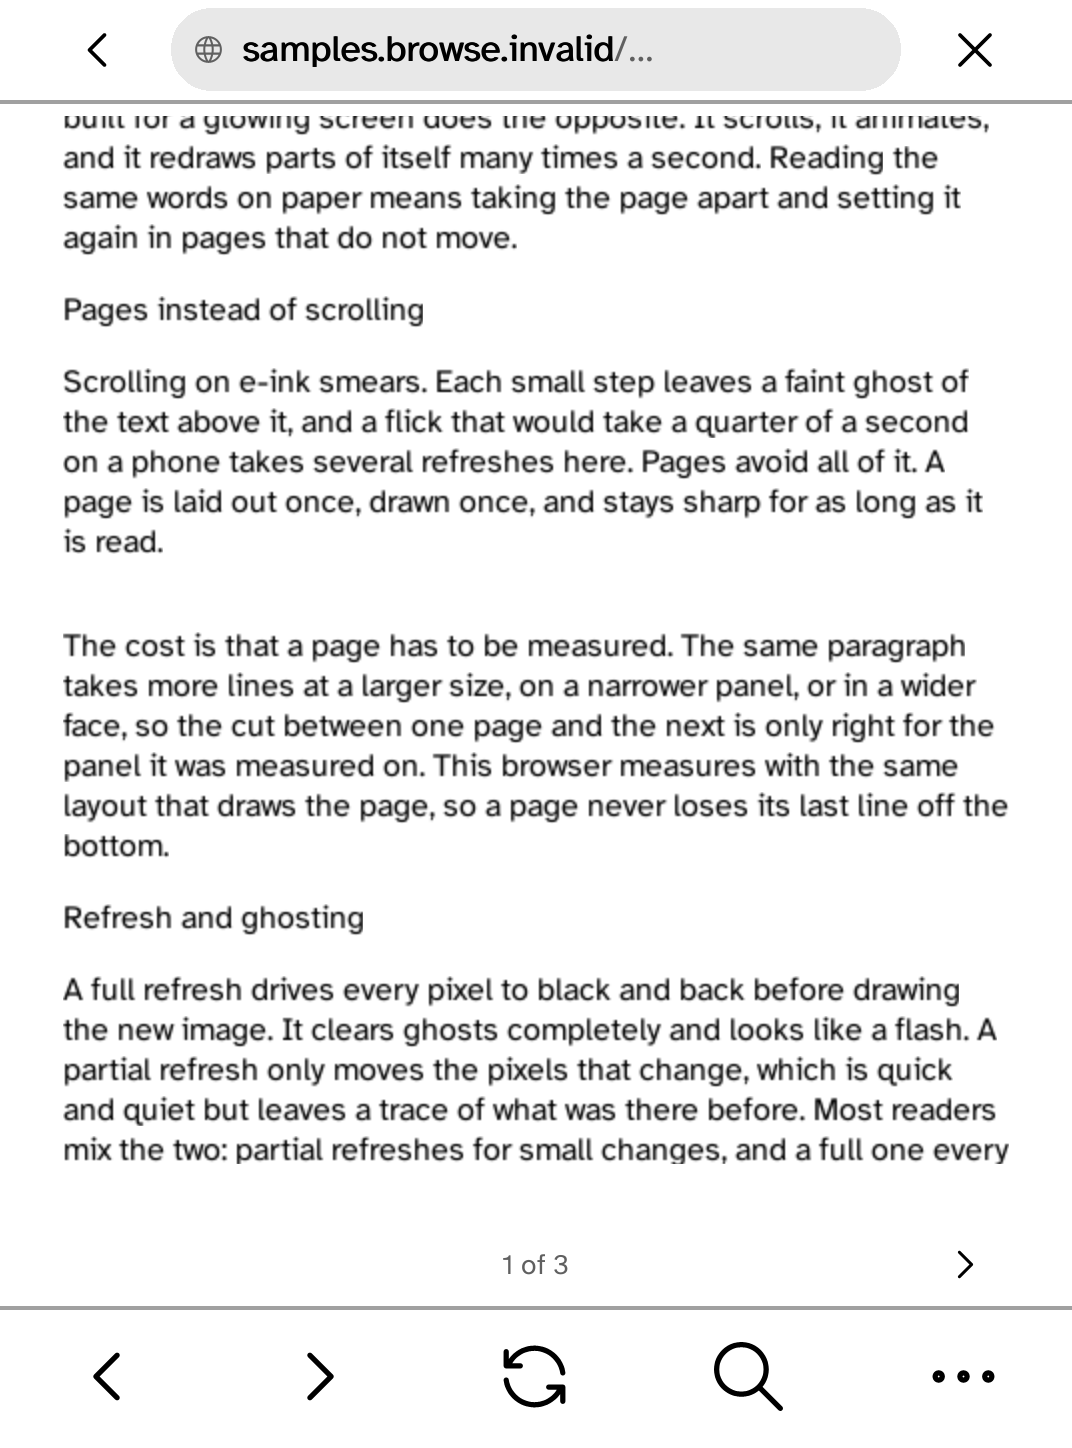 samples.browse.invalid/...
built for a glowing screen does the opposite. It scrolls, it animates,
and it redraws parts of itself many times a second. Reading the
same words on paper means taking the page apart and setting it
again in pages that do not move.
Pages instead of scrolling
Scrolling on e-ink smears. Each small step leaves a faint ghost of
the text above it, and a flick that would take a quarter of a second
on a phone takes several refreshes here. Pages avoid all of it. A
page is laid out once, drawn once, and stays sharp for as long as it
is read.
The cost is that a page has to be measured. The same paragraph
takes more lines at a larger size, on a narrower panel, or in a wider
face, so the cut between one page and the next is only right for the
panel it was measured on. This browser measures with the same
layout that draws the page, so a page never loses its last line off the
bottom.
Refresh and ghosting
A full refresh drives every pixel to black and back before drawing
the new image. It clears ghosts completely and looks like a flash. A
partial refresh only moves the pixels that change, which is quick
and quiet but leaves a trace of what was there before. Most readers
mix the two: partial refreshes for small changes, and a full one every
1 of 3